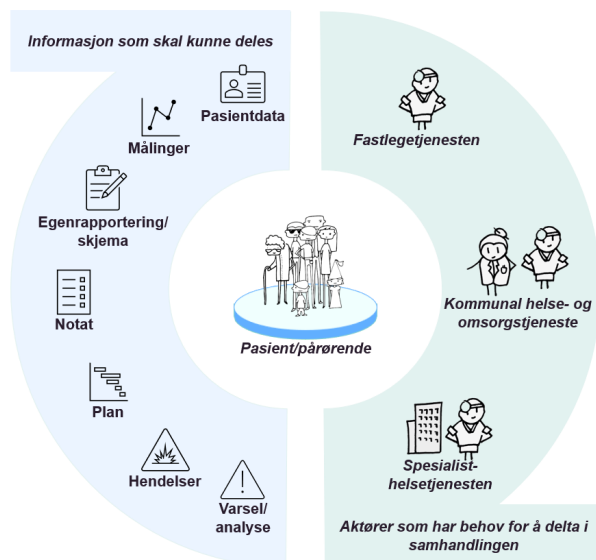 Informasjon som skal kunne deles
Pasientdata
Målinger
Egenrapportering/
skjema
Notat
Plan
Hendelser
Varsel/
analyse
Pasient/pårørende
Fastlegetjenesten
Kommunal helse- og
omsorgstjeneste
Spesialist-
helsetjenesten
Aktører som har behov for å delta i
samhandlingen